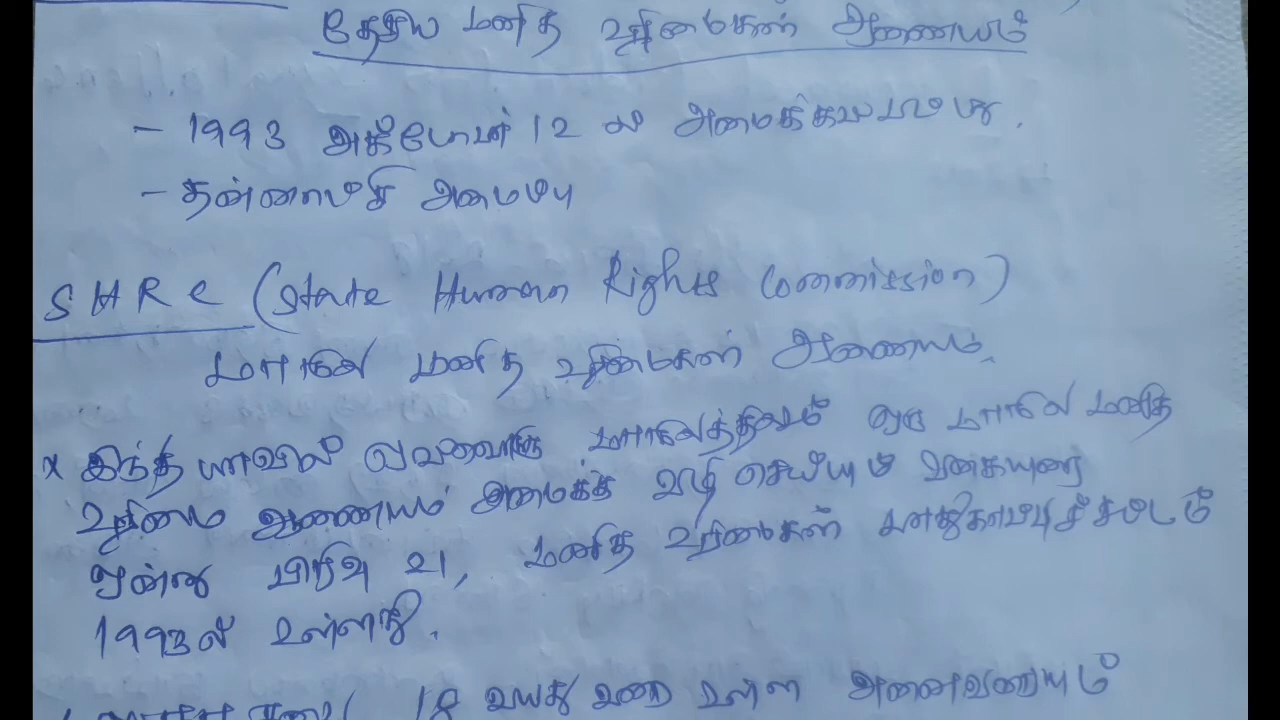 தேசிய மனித உரிமைகள் ஆணையம்
- 1993 அக்டோபர் 12 ல் அமைக்கப்பட்டது.
- தன்னாட்சி அமைப்பு
SHRC (State Human Rights Commission)
மாநில மனித உரிமைகள் ஆணையம்.
x இந்தியாவில் ஒவ்வொரு மாநிலத்திலும் ஒரு மாநில மனித
உரிமை ஆணையம் அமைக்க வழி செய்யும் வகையுரை
ஒன்று பிரிவு 21, மனித உரிமைகள் பாதுகாப்புச் சட்டம்
1993ல் உள்ளது.
18 வயது வரை உள்ள அனைவரையும்